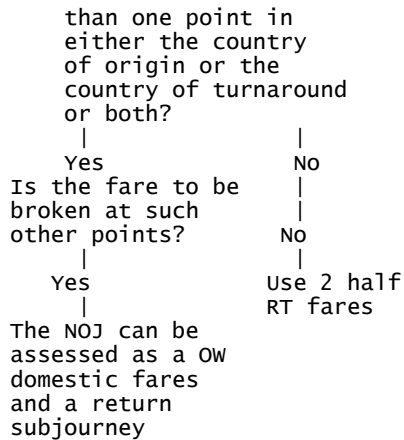 than one point in
either the country
of origin or the
country of turnaround
or both?
| |
Yes No
Is the fare to be |
broken at such |
other points? No
| |
Yes Use 2 half
| RT fares
The NOJ can be
assessed as a OW
domestic fares
and a return
subjourney